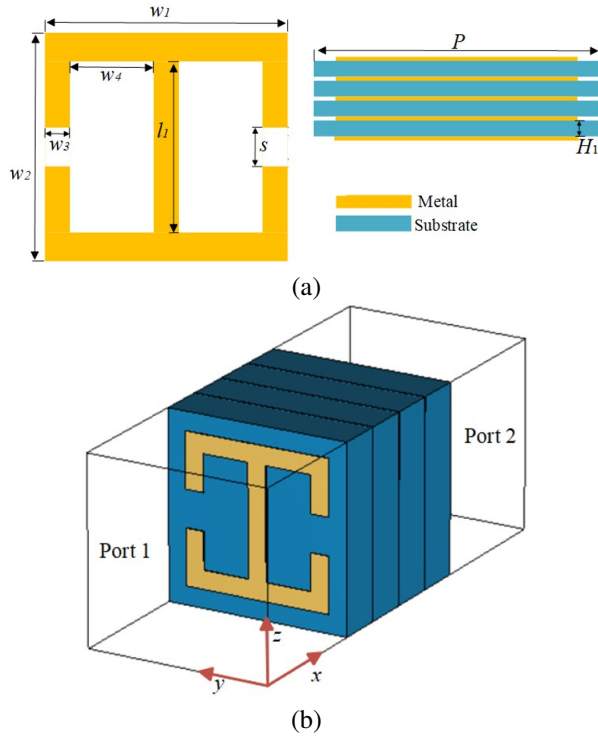 w₁
P
w₄
l₁
w₃
s
w₂
H₁
Metal
Substrate
(a)
Port 2
Port 1
z
x
y
(b)